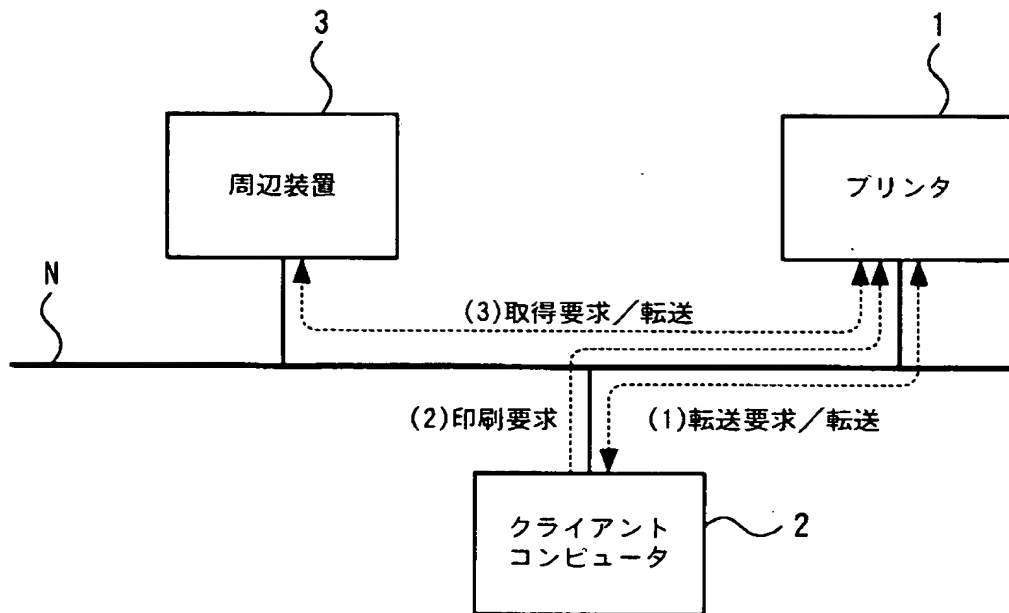 3
1
周辺装置
プリンタ
N
(3)取得要求／転送
(2)印刷要求
(1)転送要求／転送
クライアント
コンピュータ
2